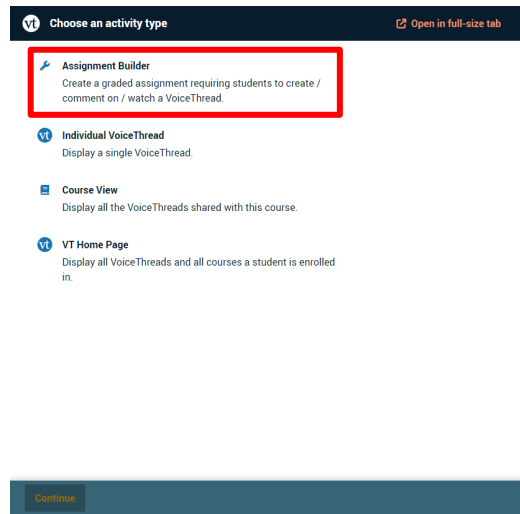 vt Choose an activity type Open in full-size tab
Assignment Builder
Create a graded assignment requiring students to create /
comment on / watch a VoiceThread.
vt Individual VoiceThread
Display a single VoiceThread.
Course View
Display all the VoiceThreads shared with this course.
vt VT Home Page
Display all VoiceThreads and all courses a student is enrolled
in.
Continue